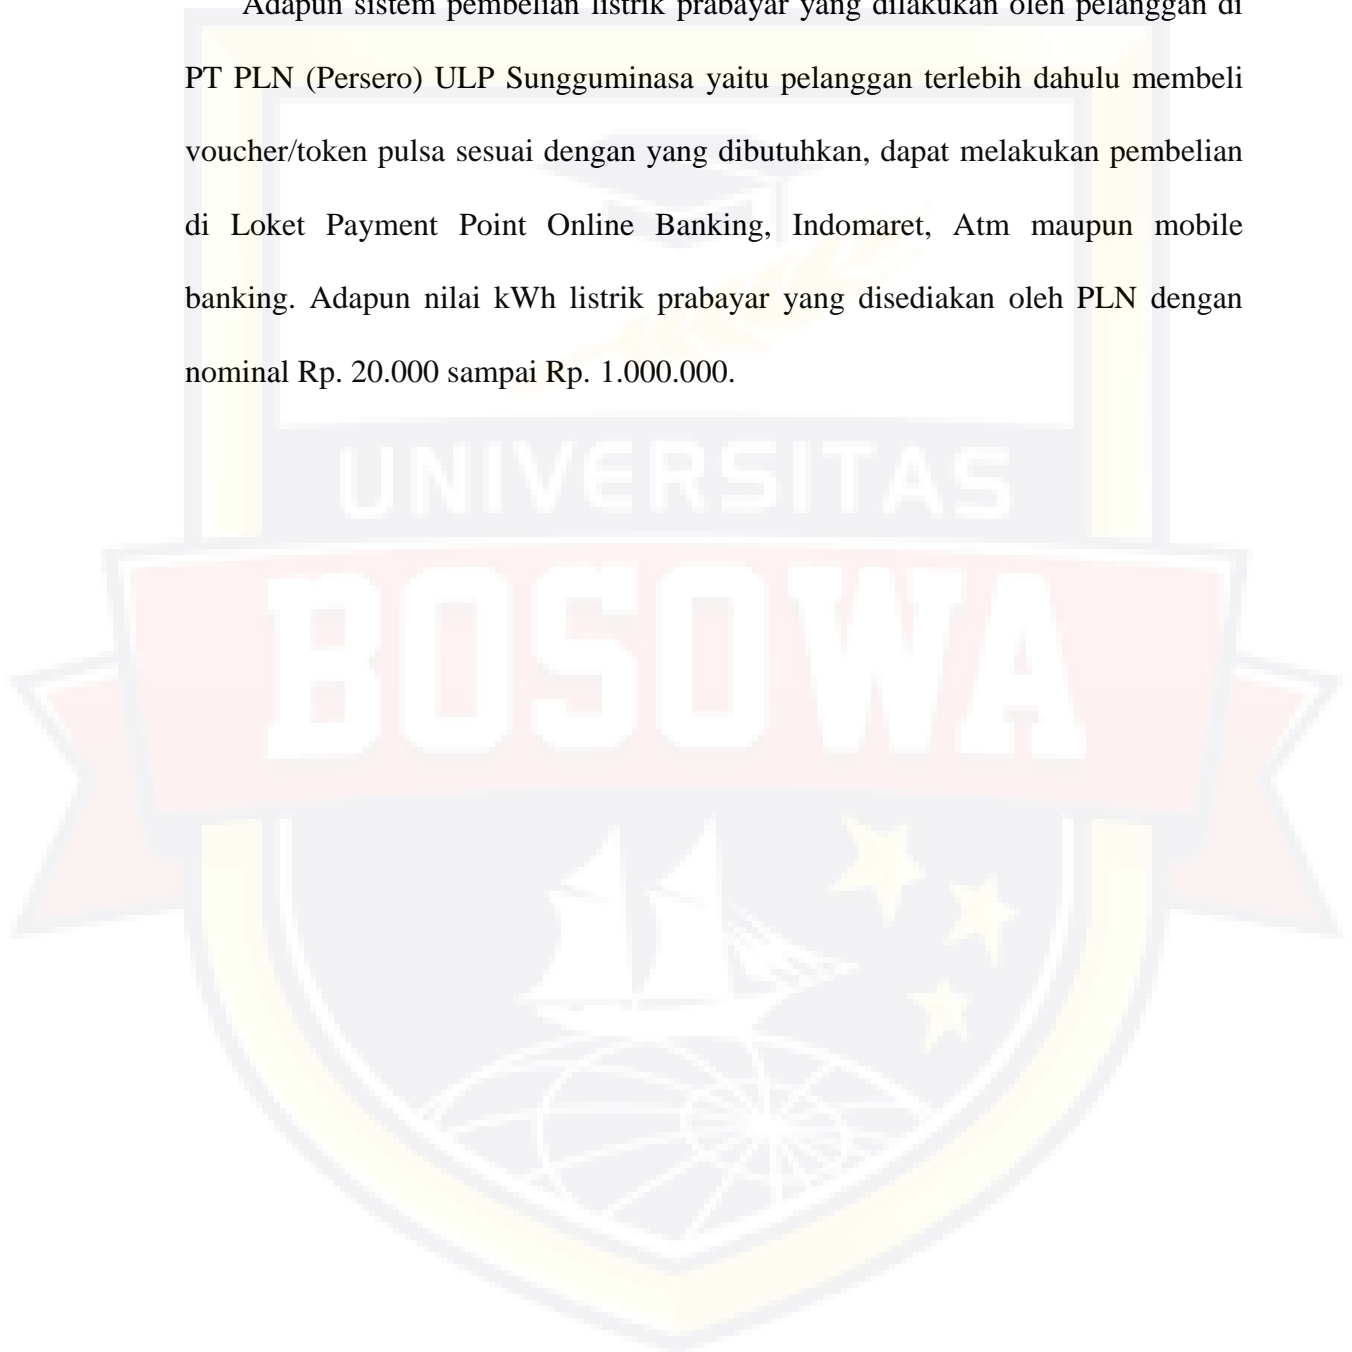 Adapun sistem pembelian listrik prabayar yang dilakukan oleh pelanggan di
PT PLN (Persero) ULP Sungguminasa yaitu pelanggan terlebih dahulu membeli
voucher/token pulsa sesuai dengan yang dibutuhkan, dapat melakukan pembelian
di Loket Payment Point Online Banking, Indomaret, Atm maupun mobile
banking. Adapun nilai kWh listrik prabayar yang disediakan oleh PLN dengan
nominal Rp. 20.000 sampai Rp. 1.000.000.
UNIVERSITAS
BOSOWA